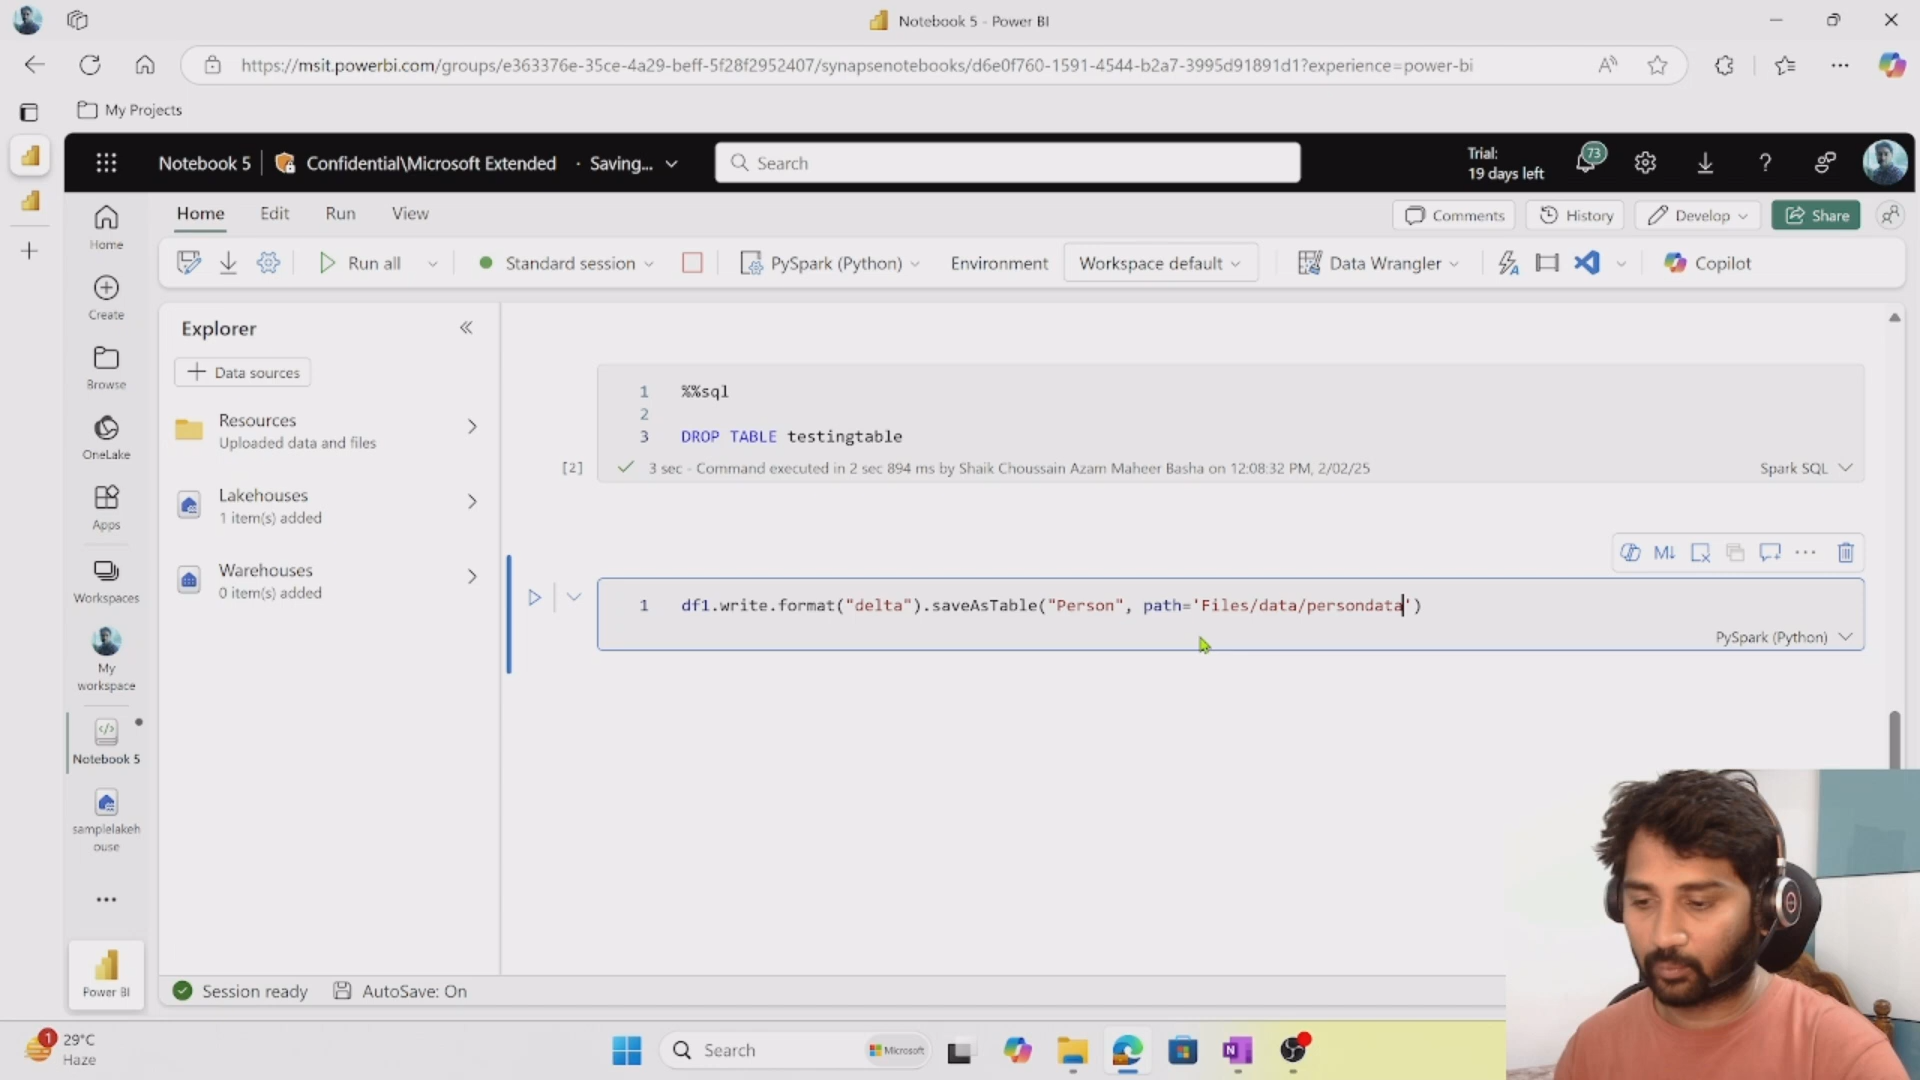 Notebook 5 - Power BI
https://msit.powerbi.com/groups/e363376e-35ce-4a29-beff-5f28f2952407/synapsenotebooks/d6e0f760-1591-4544-b2a7-3995d91891d1?experience=power-bi
My Projects
Notebook 5
Confidential\Microsoft Extended
· Saving...
Search
Trial:
19 days left
73
Home
Edit
Run
View
Comments
History
Develop
Share
Run all
Standard session
PySpark (Python)
Environment
Workspace default
Data Wrangler
Copilot
Home
Create
Browse
OneLake
Apps
Workspaces
My
workspace
Notebook 5
samplelakeh
ouse
Power BI
Explorer
Data sources
Resources
Uploaded data and files
Lakehouses
1 item(s) added
Warehouses
0 item(s) added
1 %%sql
2
3 DROP TABLE testingtable
[2]
3 sec - Command executed in 2 sec 894 ms by Shaik Choussain Azam Maheer Basha on 12:08:32 PM, 2/02/25
Spark SQL
M↓
1 df1.write.format("delta").saveAsTable("Person", path='Files/data/persondata')
PySpark (Python)
Session ready
AutoSave: On
1
29°C
Haze
Search
Microsoft